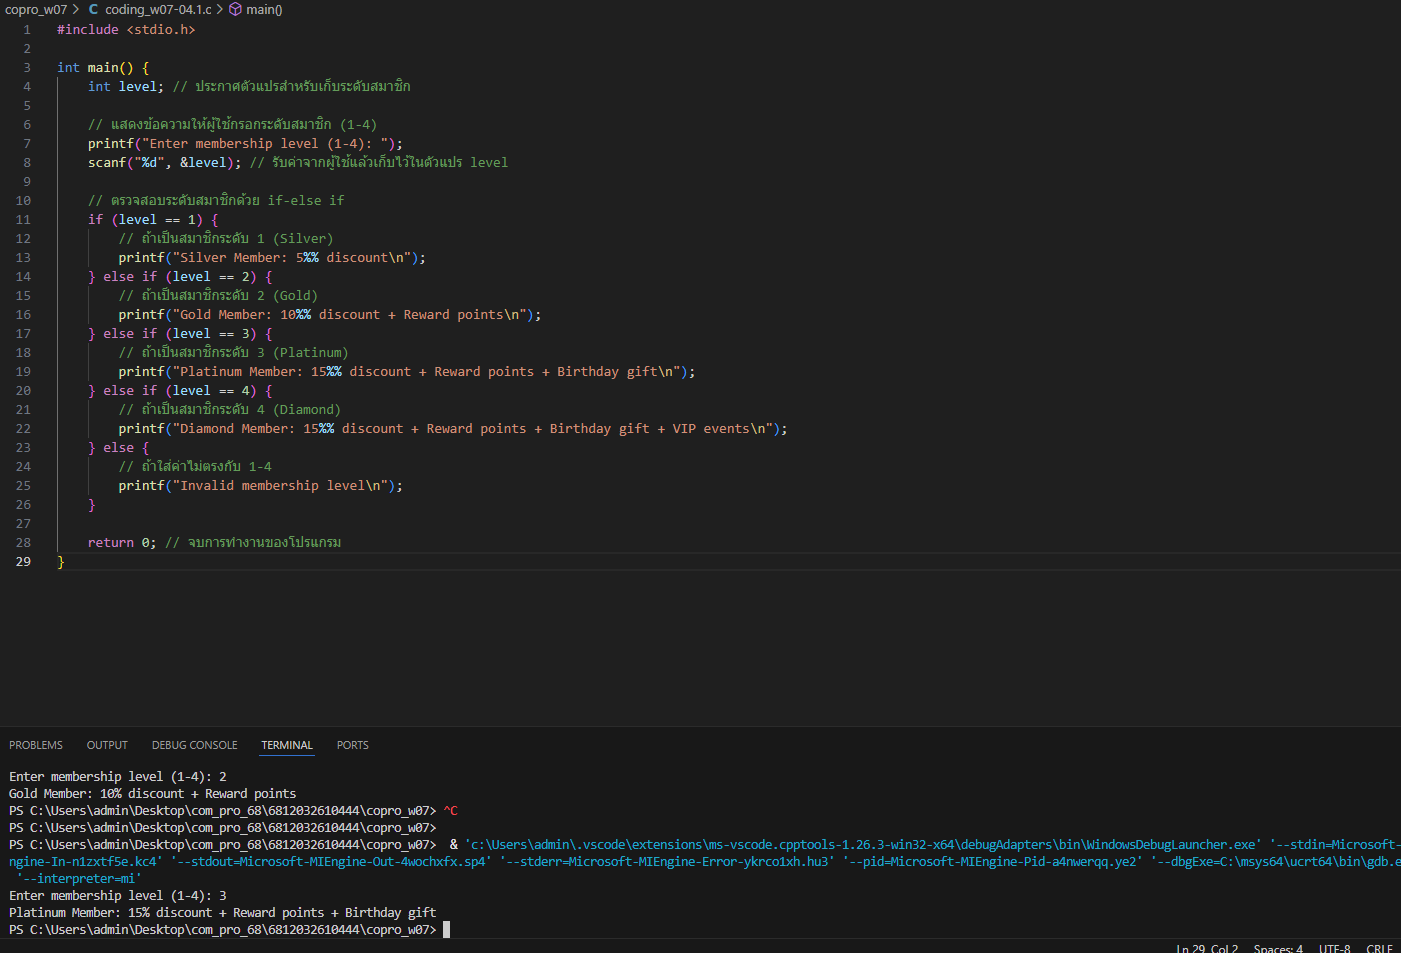 copro_w07 > C coding_w07-04.1.c > main()
1 #include <stdio.h>
2
3 int main() {
4 int level; // ประกาศตัวแปรสำหรับเก็บระดับสมาชิก
5
6 // แสดงข้อความให้ผู้ใช้กรอกระดับสมาชิก (1-4)
7 printf("Enter membership level (1-4): ");
8 scanf("%d", &level); // รับค่าจากผู้ใช้แล้วเก็บไว้ในตัวแปร level
9
10 // ตรวจสอบระดับสมาชิกด้วย if-else if
11 if (level == 1) {
12 // ถ้าเป็นสมาชิกระดับ 1 (Silver)
13 printf("Silver Member: 5%% discount\n");
14 } else if (level == 2) {
15 // ถ้าเป็นสมาชิกระดับ 2 (Gold)
16 printf("Gold Member: 10%% discount + Reward points\n");
17 } else if (level == 3) {
18 // ถ้าเป็นสมาชิกระดับ 3 (Platinum)
19 printf("Platinum Member: 15%% discount + Reward points + Birthday gift\n");
20 } else if (level == 4) {
21 // ถ้าเป็นสมาชิกระดับ 4 (Diamond)
22 printf("Diamond Member: 15%% discount + Reward points + Birthday gift + VIP events\n");
23 } else {
24 // ถ้าใส่ค่าไม่ตรงกับ 1-4
25 printf("Invalid membership level\n");
26 }
27
28 return 0; // จบการทำงานของโปรแกรม
29 }
PROBLEMS OUTPUT DEBUG CONSOLE TERMINAL PORTS
Enter membership level (1-4): 2
Gold Member: 10% discount + Reward points
PS C:\Users\admin\Desktop\com_pro_68\6812032610444\copro_w07> ^C
PS C:\Users\admin\Desktop\com_pro_68\6812032610444\copro_w07>
PS C:\Users\admin\Desktop\com_pro_68\6812032610444\copro_w07> & 'c:\Users\admin\.vscode\extensions\ms-vscode.cpptools-1.26.3-win32-x64\debugAdapters\bin\WindowsDebugLauncher.exe' '--stdin=Microsoft-
ngine-In-n1zxtf5e.kc4' '--stdout=Microsoft-MIEngine-Out-4wochxfx.sp4' '--stderr=Microsoft-MIEngine-Error-ykrco1xh.hu3' '--pid=Microsoft-MIEngine-Pid-a4nwerqq.ye2' '--dbgExe=C:\msys64\ucrt64\bin\gdb.e
'--interpreter=mi'
Enter membership level (1-4): 3
Platinum Member: 15% discount + Reward points + Birthday gift
PS C:\Users\admin\Desktop\com_pro_68\6812032610444\copro_w07>
Ln 29, Col 2 Spaces: 4 UTF-8 CRLF